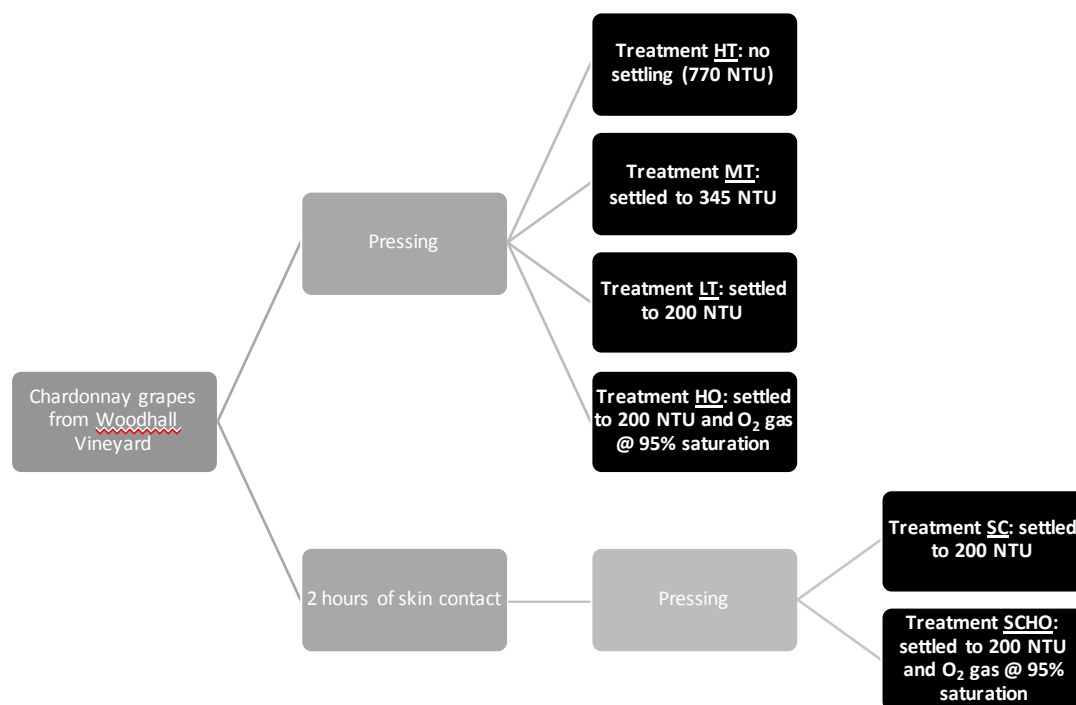 Treatment HT: no
settling (770 NTU)
Treatment MT:
settled to 345 NTU
Pressing
Treatment LT: settled
to 200 NTU
Chardonnay grapes
from Woodhall
Vineyard
Treatment HO: settled
to 200 NTU and O₂ gas
@ 95% saturation
2 hours of skin contact
Pressing
Treatment SC: settled
to 200 NTU
Treatment SCHO:
settled to 200 NTU
and O₂ gas @ 95%
saturation